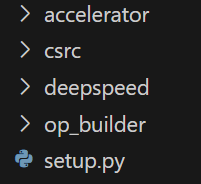 accelerator
csrc
deepspeed
op_builder
setup.py